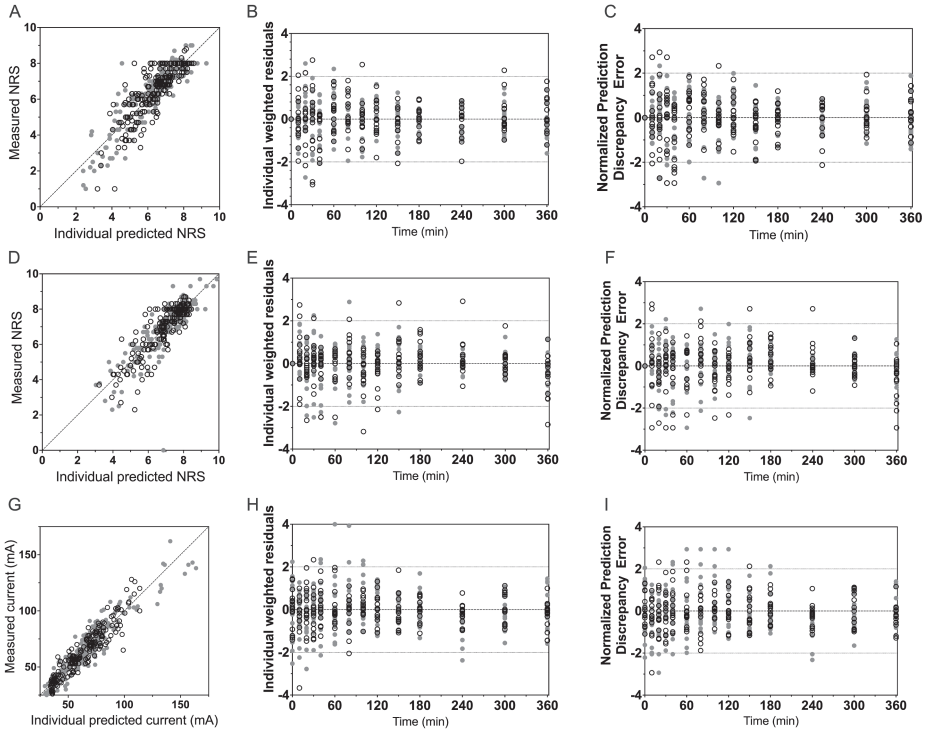 A
Measured NRS
10
8
6
4
2
0
0 2 4 6 8 10
Individual predicted NRS
B
Individual weighted residuals
4
2
0
-2
-4
0 60 120 180 240 300 360
Time (min)
C
Normalized Prediction
Discrepancy Error
4
2
0
-2
-4
0 60 120 180 240 300 360
Time (min)
D
Measured NRS
10
8
6
4
2
0
0 2 4 6 8 10
Individual predicted NRS
E
Individual weighted residuals
4
2
0
-2
-4
0 60 120 180 240 300 360
Time (min)
F
Normalized Prediction
Discrepancy Error
4
2
0
-2
-4
0 60 120 180 240 300 360
Time (min)
G
Measured current (mA)
150
100
50
50 100 150
Individual predicted current (mA)
H
Individual weighted residuals
4
2
0
-2
-4
0 60 120 180 240 300 360
Time (min)
I
Normalized Prediction
Discrepancy Error
4
2
0
-2
-4
0 60 120 180 240 300 360
Time (min)